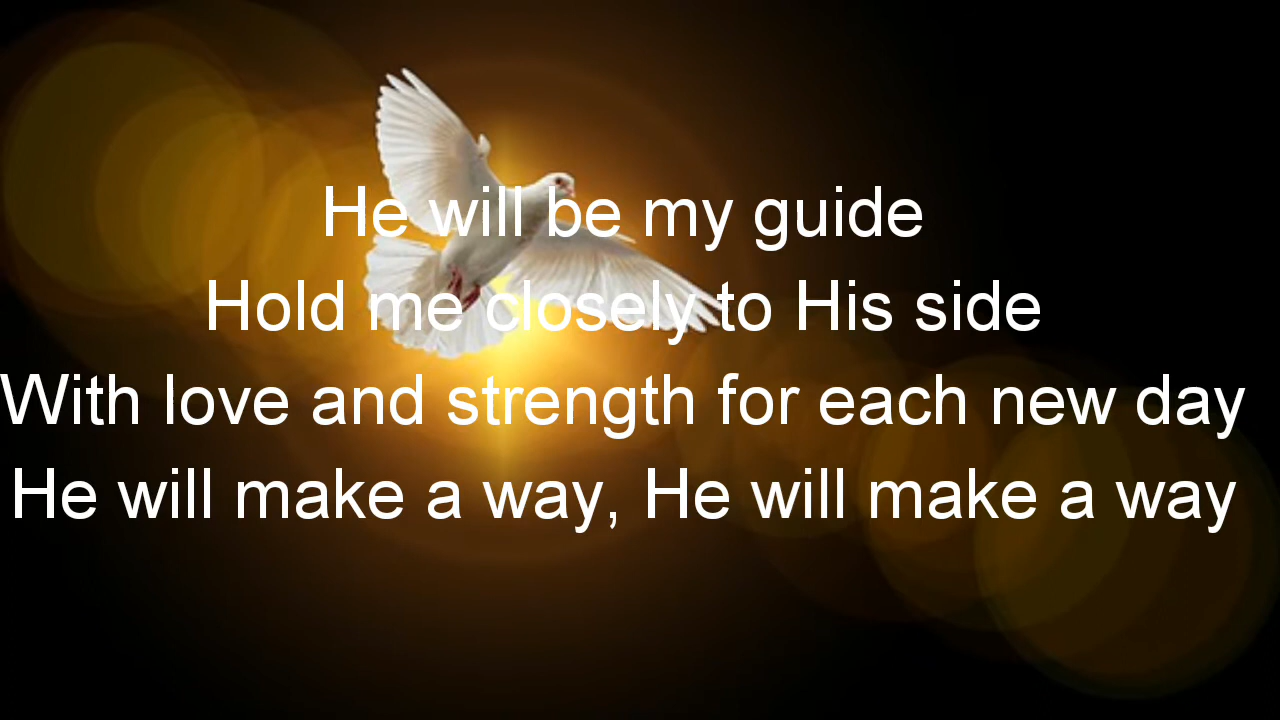 He will be my guide
Hold me closely to His side
With love and strength for each new day
He will make a way, He will make a way